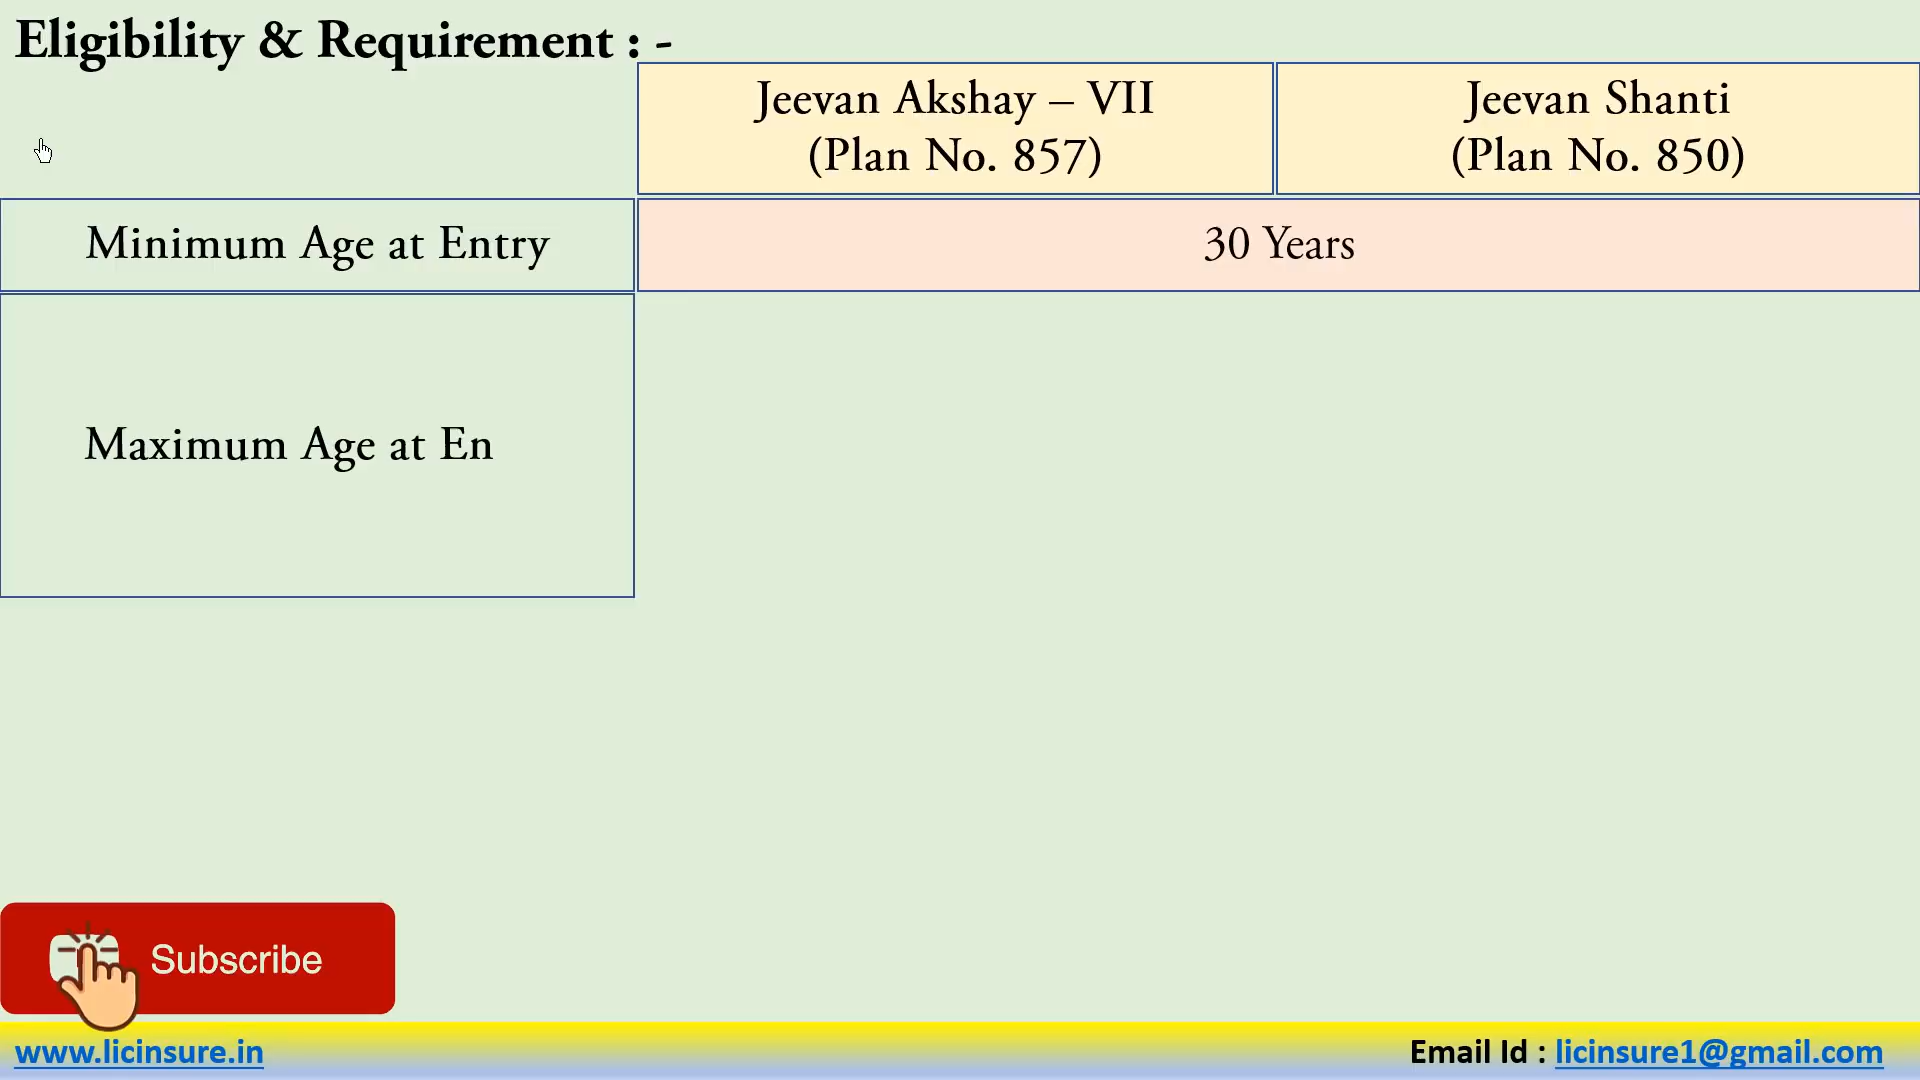 Eligibility & Requirement : -
Jeevan Akshay – VII
(Plan No. 857)
Jeevan Shanti
(Plan No. 850)
Minimum Age at Entry
30 Years
Maximum Age at En
Subscribe
www.licinsure.in
Email Id : licinsure1@gmail.com